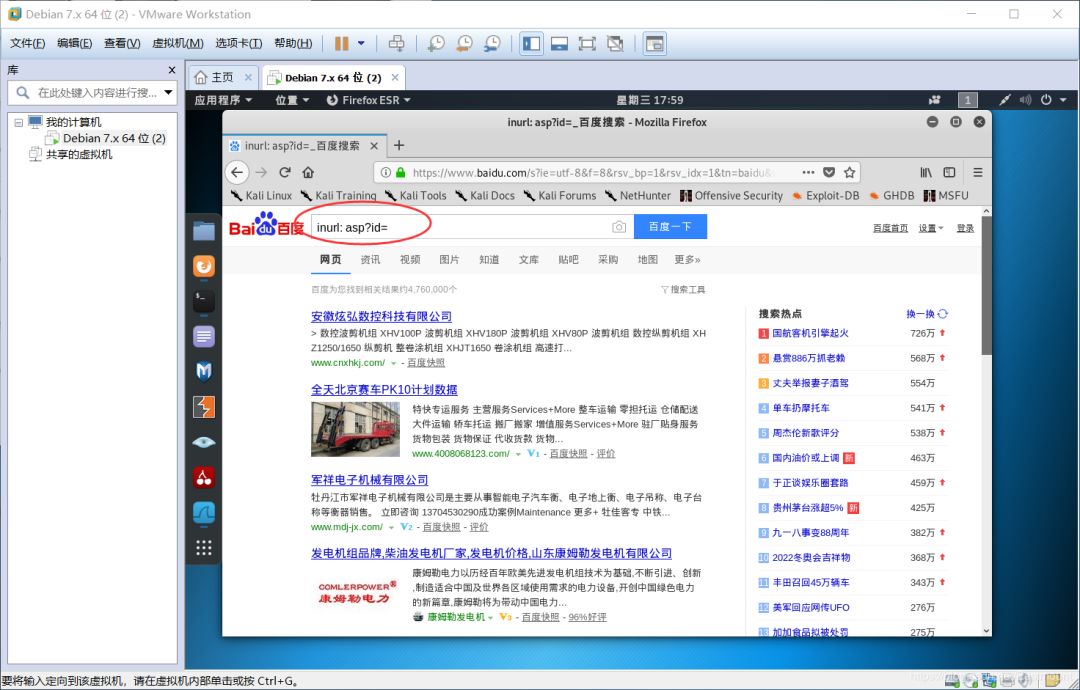 Debian 7.x 64 位 (2) - VMware Workstation
文件(F) 编辑(E) 查看(V) 虚拟机(M) 选项卡(T) 帮助(H)
库
在此处键入内容进行搜...
我的计算机
Debian 7.x 64 位 (2)
共享的虚拟机
主页
Debian 7.x 64 位 (2)
应用程序 位置 Firefox ESR 星期三 17:59 1
inurl: asp?id=_百度搜索 - Mozilla Firefox
inurl: asp?id=_百度搜索
https://www.baidu.com/s?ie=utf-8&f=8&rsv_bp=1&rsv_idx=1&tn=baidu&
Kali Linux Kali Training Kali Tools Kali Docs Kali Forums NetHunter Offensive Security Exploit-DB GHDB MSFU
Bai du 百度 inurl: asp?id= 百度一下 百度首页 设置 登录
网页 资讯 视频 图片 知道 文库 贴吧 采购 地图 更多»
百度为您找到相关结果约4,760,000个 搜索工具
安徽炫弘数控科技有限公司
> 数控波剪机组 XHV100P 波剪机组 XHV180P 波剪机组 XHV80P 波剪机组 数控纵剪机组 XH
Z1250/1650 纵剪机 整卷涂机组 XHJT1650 卷涂机组 高速打...
www.cnxhkj.com/ - 百度快照
全天北京赛车PK10计划数据
特快专运服务 主营服务Services+More 整车运输 零担托运 仓储配送
大件运输 轿车托运 搬厂搬家 增值服务Services+More 驻厂贴身服务
货物包装 货物保证 代收货款 货物...
www.4008068123.com/ - V1 - 百度快照 - 评价
军祥电子机械有限公司
牡丹江市军祥电子机械有限公司是主要从事智能电子汽车衡、电子地上衡、电子吊称、电子台
称等衡器销售。 立即咨询 13704530290成功案例Maintenance 更多+ 牡佳客专 中铁...
www.mdj-jx.com/ - V2 - 百度快照 - 评价
发电机组品牌,柴油发电机厂家,发电机价格,山东康姆勒发电机有限公司
COMLERPOWER®
康姆勒电力
康姆勒电力以历经百年欧美先进发电机组技术为基础,不断引进、创新
,制造适合中国及世界各区域使用需求的电力设备,开创中国绿色电力
的新篇章,康姆勒将为带动中国电力...
康姆勒发电机 - V3 - 百度快照 - 96%好评
搜索热点 换一换
1 国航客机引擎起火 726万
2 悬赏886万抓老赖 568万
3 丈夫举报妻子酒驾 554万
4 单车扔摩托车 541万
5 周杰伦新歌评分 538万
6 国内油价或上调 新 463万
7 于正谈娱乐圈套路 459万
8 贵州茅台涨超5% 新 425万
9 九一八事变88周年 382万
10 2022冬奥会吉祥物 368万
11 丰田召回45万辆车 343万
12 美军回应网传UFO 276万
13 加加食品拟被处罚 275万
要将输入定向到该虚拟机，请在虚拟机内部单击或按 Ctrl+G。